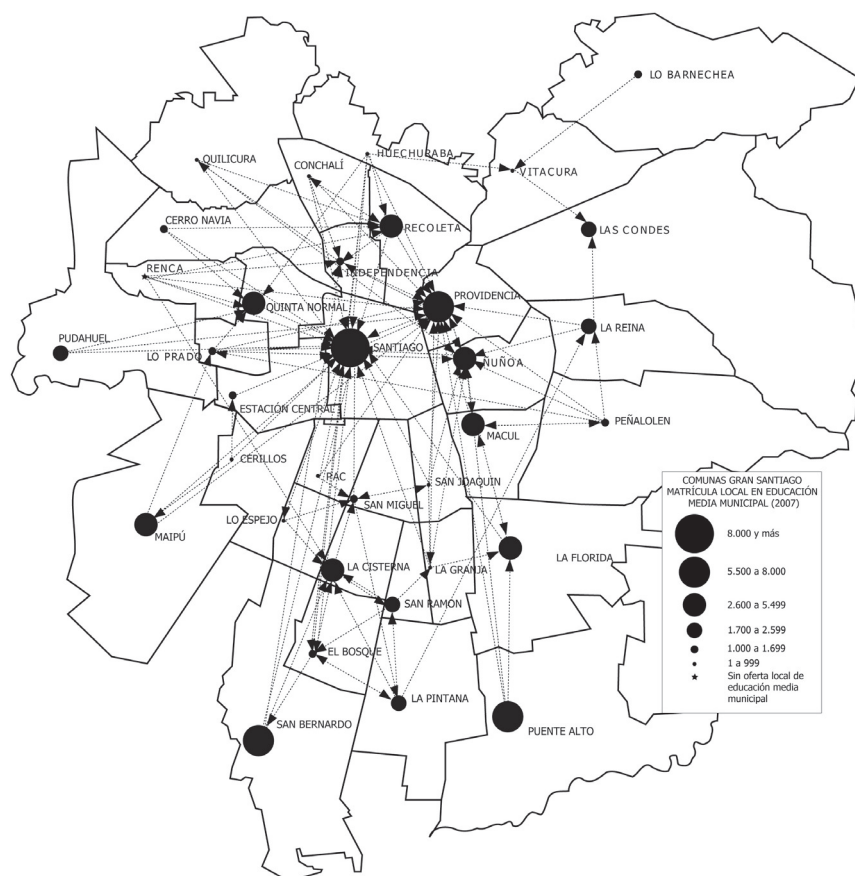 LO BARNECHEA
HUECHURABA
QUILICURA
CONCHALÍ
VITACURA
CERRO NAVIA
RECOLETA
LAS CONDES
RENCA
INDEPENDENCIA
PROVIDENCIA
QUINTA NORMAL
LA REINA
PUDAHUEL
LO PRADO
SANTIAGO
ÑUÑOA
ESTACIÓN CENTRAL
PEÑALOLEN
MACUL
CERILLOS
PAC
SAN JOAQUIN
SAN MIGUEL
LO ESPEJO
MAIPÚ
LA FLORIDA
LA CISTERNA
LA GRANJA
SAN RAMÓN
EL BOSQUE
LA PINTANA
SAN BERNARDO
PUENTE ALTO
COMUNAS GRAN SANTIAGO
MATRÍCULA LOCAL EN EDUCACIÓN
MEDIA MUNICIPAL (2007)
8.000 y más
5.500 a 8.000
2.600 a 5.499
1.700 a 2.599
1.000 a 1.699
1 a 999
Sin oferta local de
educación media
municipal